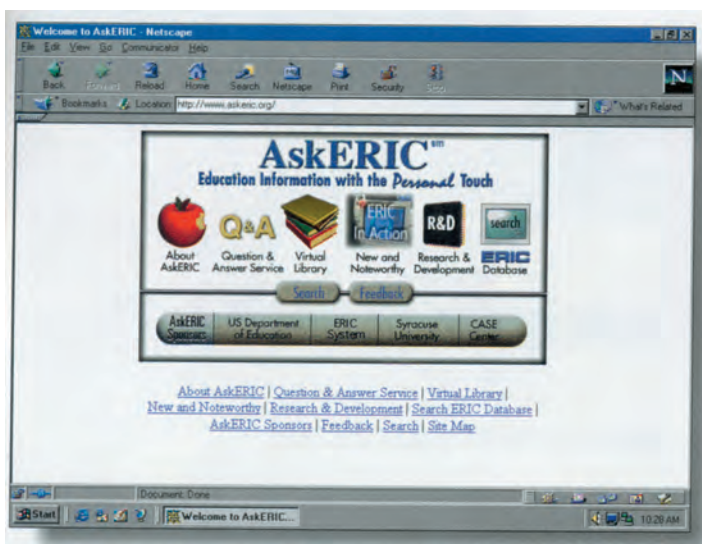 Welcome to AskERIC - Netscape
File Edit View Go Communicator Help
Back Forward Reload Home Search Netscape Print Security Stop
Bookmarks Location http://www.askeric.org/ What's Related
N
AskERIC sm
Education Information with the Personal Touch
Q&A ERIC In Action R&D search
About AskERIC Question & Answer Service Virtual Library New and Noteworthy Research & Development ERIC Database
Search Feedback
AskERIC Sponsors US Department of Education ERIC System Syracuse University CASE Center
About AskERIC | Question & Answer Service | Virtual Library |
New and Noteworthy | Research & Development | Search ERIC Database |
AskERIC Sponsors | Feedback | Search | Site Map
Document: Done
Start Welcome to AskERIC... 10:28 AM